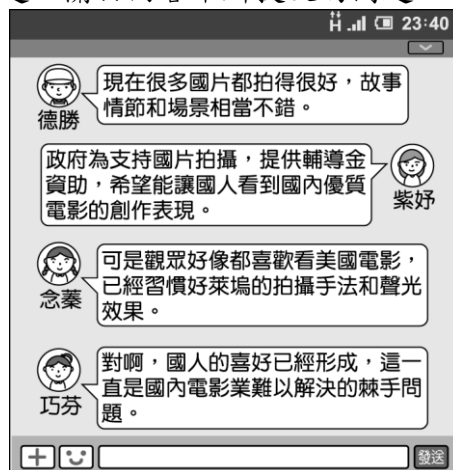 H 23:40
現在很多國片都拍得很好，故事
情節和場景相當不錯。
德勝
政府為支持國片拍攝，提供輔導金
資助，希望能讓國人看到國內優質
電影的創作表現。
紫妤
可是觀眾好像都喜歡看美國電影，
已經習慣好萊塢的拍攝手法和聲光
效果。
念蓁
對啊，國人的喜好已經形成，這一
直是國內電影業難以解決的棘手問
題。
巧芬
發送